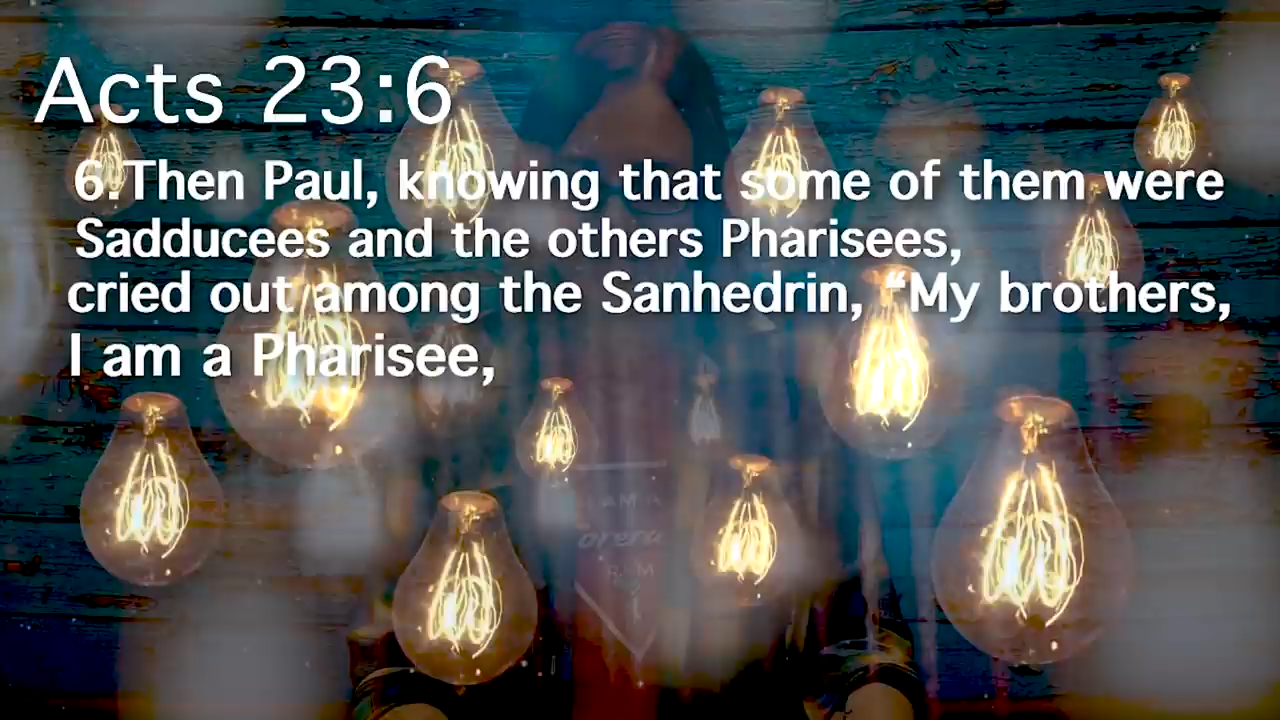 Acts 23:6
6.Then Paul, knowing that some of them were
Sadducees and the others Pharisees,
cried out among the Sanhedrin, “My brothers,
I am a Pharisee,